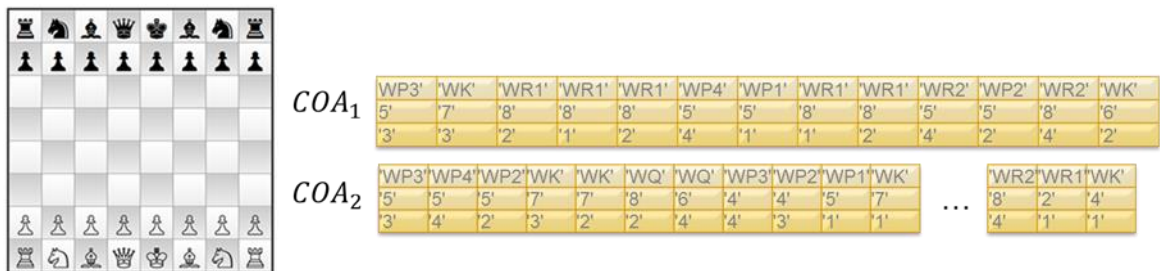 COA1
'WP3' 'WK' 'WR1' 'WR1' 'WR1' 'WP4' 'WP1' 'WR1' 'WR2' 'WP2' 'WR2' 'WK'
5' '7' '8' '8' '8' '5' '5' '8' '8' '5' '5' '8' '6'
'3' '3' '2' '1' '2' '4' '1' '1' '2' '4' '2' '4' '2'
COA2
'WP3' 'WP4' 'WP2' 'WK' 'WK' 'WQ' 'WQ' 'WP3' 'WP2' 'WP1' 'WK' ... 'WR2' 'WR1' 'WK'
'5' '5' '5' '7' '7' '8' '6' '4' '4' '5' '7' '8' '2' '4'
'3' '4' '2' '3' '2' '2' '4' '4' '3' '1' '1' '4' '1' '1'